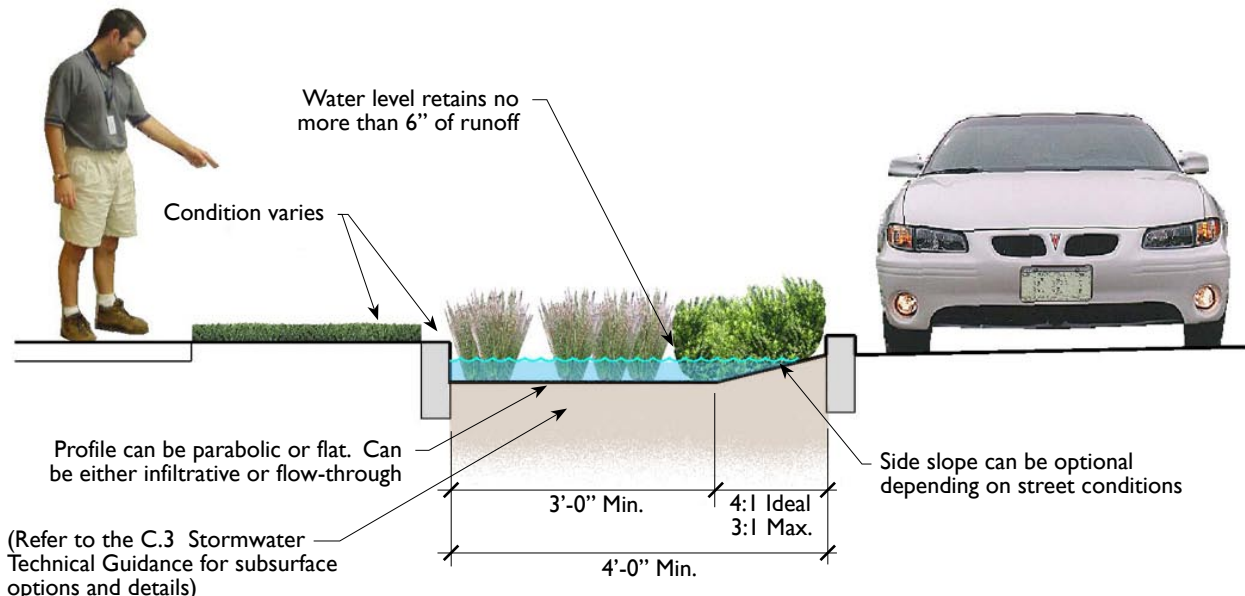 Water level retains no
more than 6” of runoff
Condition varies
Profile can be parabolic or flat. Can
be either infiltrative or flow-through
Side slope can be optional
depending on street conditions
3’-0” Min.
4:1 Ideal
3:1 Max.
(Refer to the C.3 Stormwater
Technical Guidance for subsurface
options and details)
4’-0” Min.